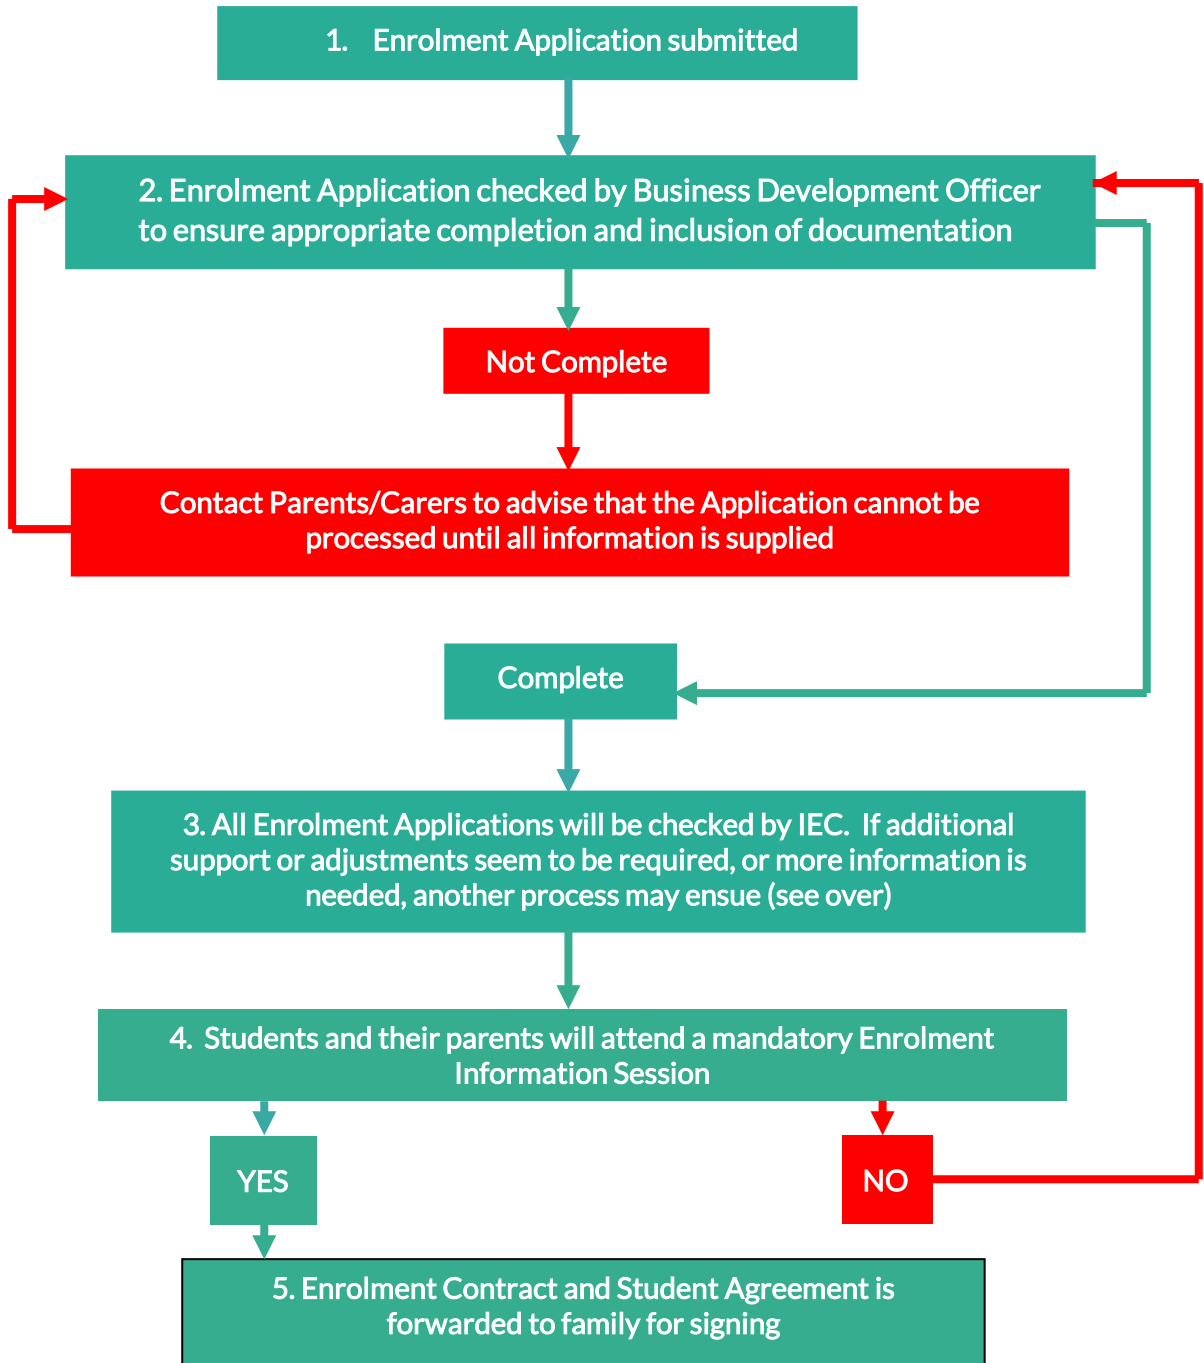 1. Enrolment Application submitted
2. Enrolment Application checked by Business Development Officer
to ensure appropriate completion and inclusion of documentation
Not Complete
Contact Parents/Carers to advise that the Application cannot be
processed until all information is supplied
Complete
3. All Enrolment Applications will be checked by IEC. If additional
support or adjustments seem to be required, or more information is
needed, another process may ensue (see over)
4. Students and their parents will attend a mandatory Enrolment
Information Session
YES
NO
5. Enrolment Contract and Student Agreement is
forwarded to family for signing